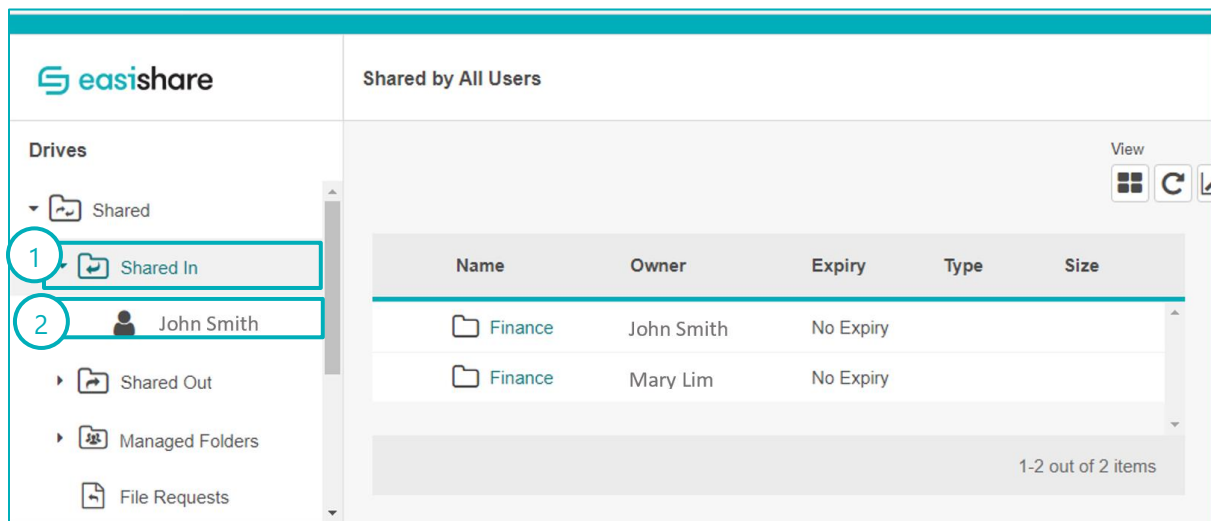 easishare
Shared by All Users
Drives
View
Shared
1
Shared In
2
John Smith
Shared Out
Managed Folders
File Requests
Name Owner Expiry Type Size
Finance John Smith No Expiry
Finance Mary Lim No Expiry
1-2 out of 2 items